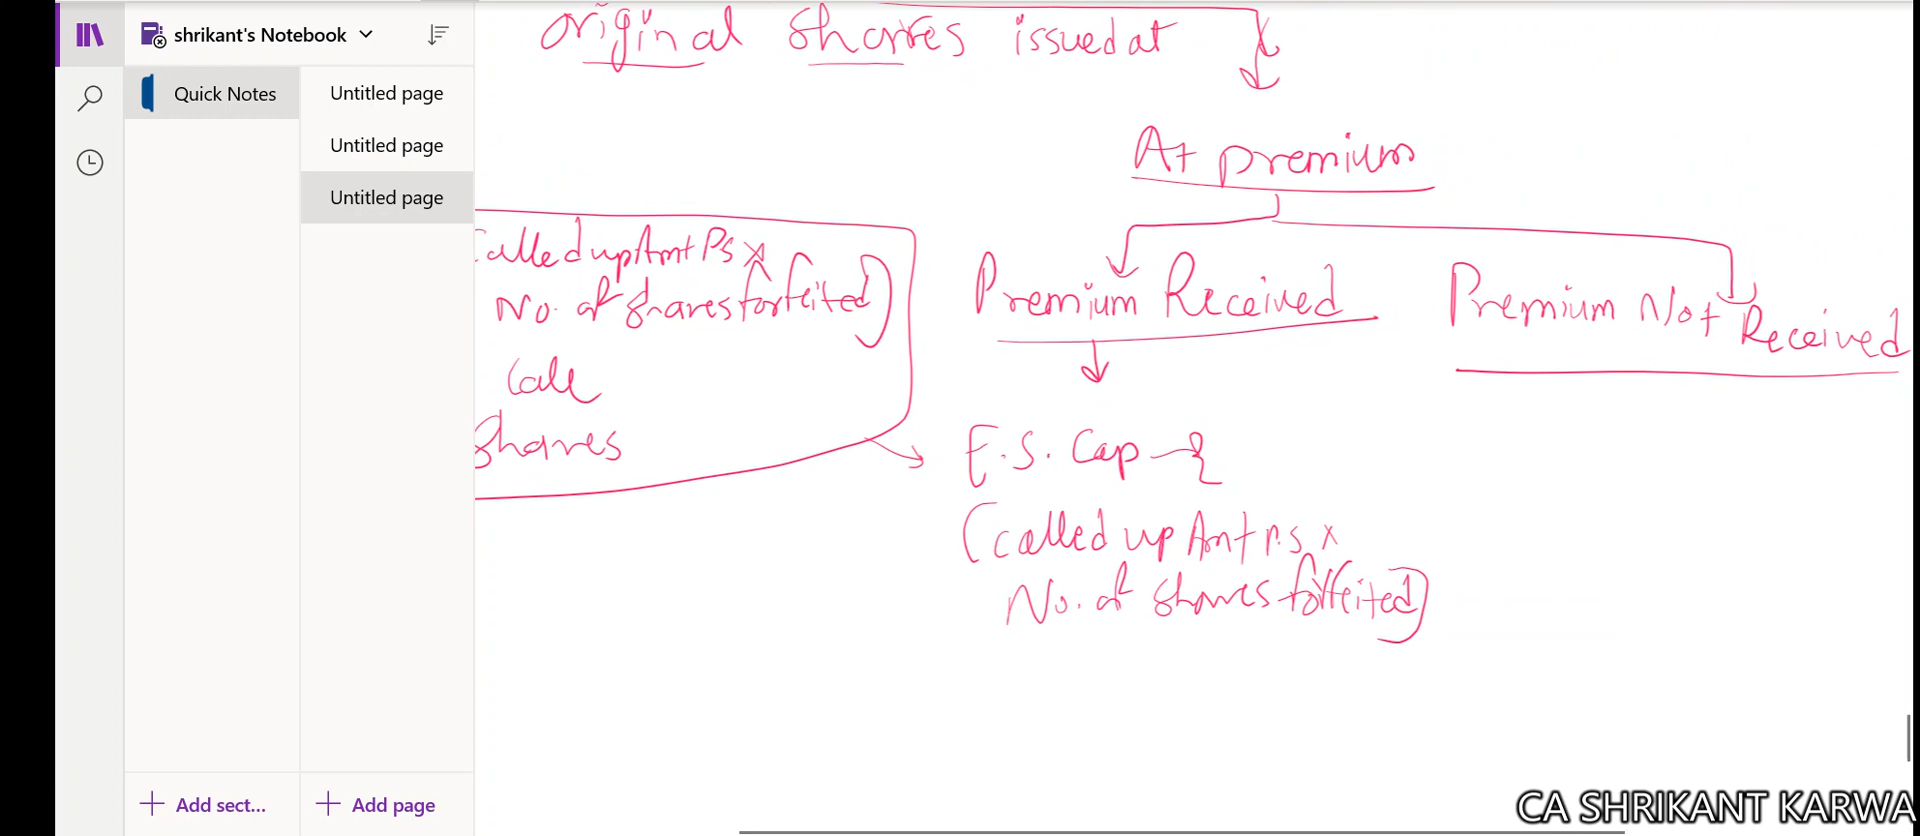 shrikant's Notebook
Quick Notes
Untitled page
Untitled page
Untitled page
Add sect...
Add page
original shares issued at
At premium
Called up Amt PS x
No. of shares forfeited)
Call
shares
Premium Received
Premium Not Received
E.S. Cap
(called up Amt P.S x
No. of shares forfeited)
CA SHRIKANT KARWA